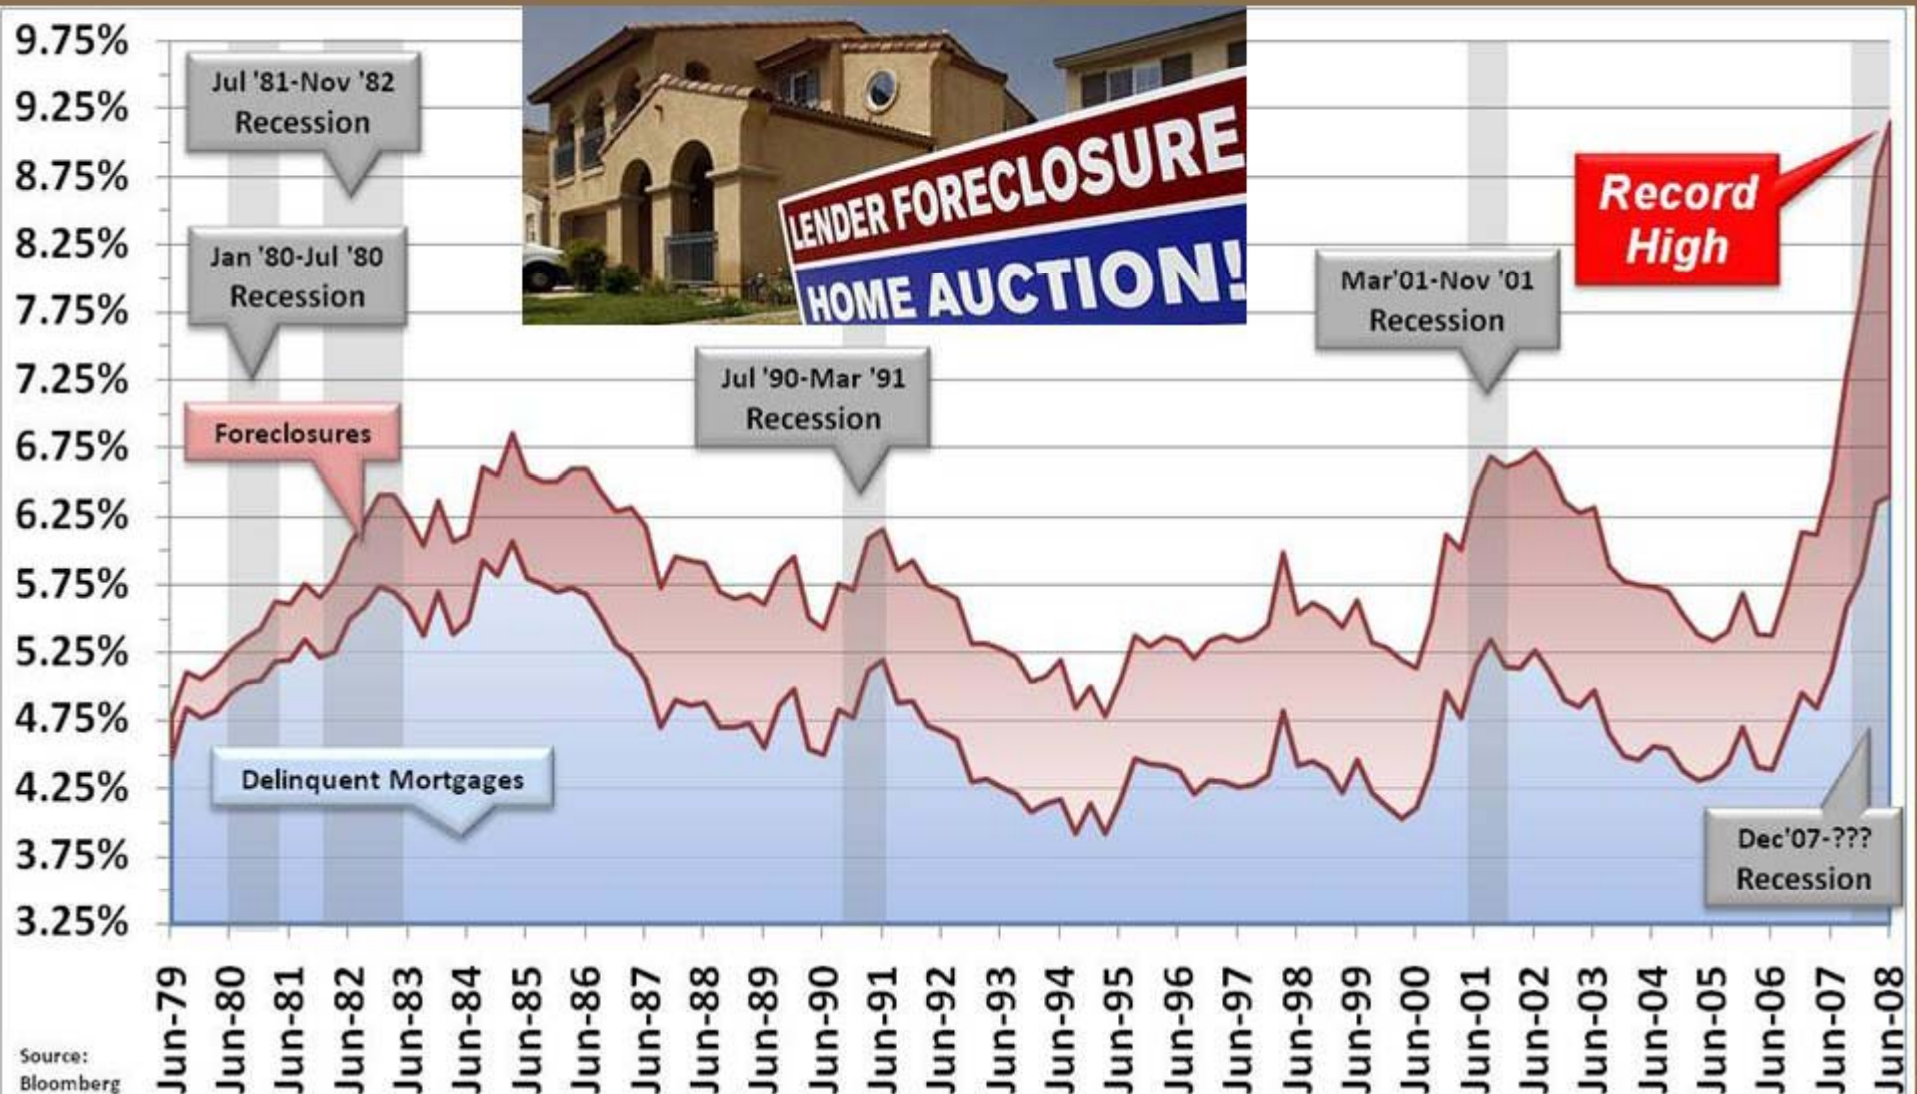 9.75%
9.25%
8.75%
8.25%
7.75%
7.25%
6.75%
6.25%
5.75%
5.25%
4.75%
4.25%
3.75%
3.25%
Jul '81-Nov '82
Recession
Jan '80-Jul '80
Recession
Foreclosures
Delinquent Mortgages
LENDER FORECLOSURE
HOME AUCTION!
Jul '90-Mar '91
Recession
Mar'01-Nov '01
Recession
Record
High
Dec'07-???
Recession
Jun-79
Jun-80
Jun-81
Jun-82
Jun-83
Jun-84
Jun-85
Jun-86
Jun-87
Jun-88
Jun-89
Jun-90
Jun-91
Jun-92
Jun-93
Jun-94
Jun-95
Jun-96
Jun-97
Jun-98
Jun-99
Jun-00
Jun-01
Jun-02
Jun-03
Jun-04
Jun-05
Jun-06
Jun-07
Jun-08
Source:
Bloomberg